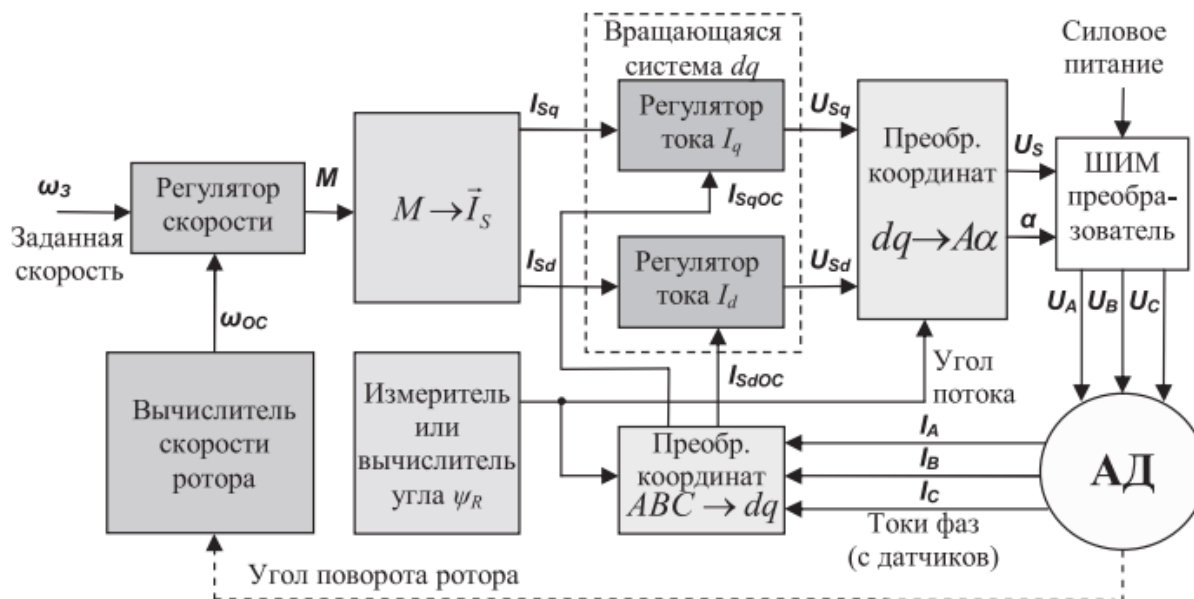 Вращающаяся
система dq
Силовое
питание
I_Sq
Регулятор
тока I_q
U_Sq
Преобр.
координат
dq → Aα
U_S
α
ШИМ
преобра-
зователь
ω_З
Заданная
скорость
Регулятор
скорости
M
M → I⃗_S
I_SqOC
I_Sd
Регулятор
тока I_d
U_Sd
U_A U_B U_C
ω_OC
I_SdOC
Угол
потока
Вычислитель
скорости
ротора
Измеритель
или
вычислитель
угла ψ_R
Преобр.
координат
ABC → dq
I_A
I_B
I_C
Токи фаз
(с датчиков)
АД
Угол поворота ротора